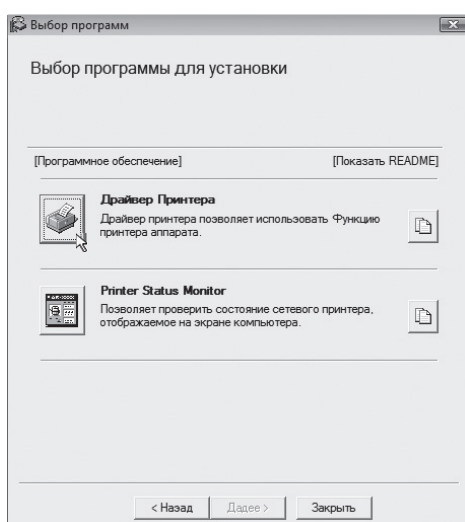 Выбор программ
Выбор программы для установки
[Программное обеспечение] [Показать README]
Драйвер Принтера
Драйвер принтера позволяет использовать Функцию
принтера аппарата.
Printer Status Monitor
Позволяет проверить состояние сетевого принтера,
отображаемое на экране компьютера.
< Назад Далее > Закрыть